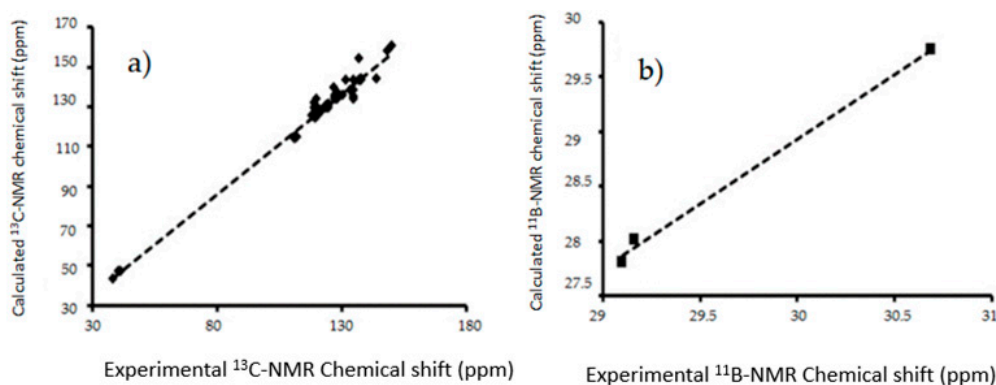 Calculated ¹³C-NMR chemical shift (ppm)
170
150
130
110
90
70
50
30
a)
30 80 130 180
Experimental ¹³C-NMR Chemical shift (ppm)
Calculated ¹¹B-NMR chemical shift (ppm)
30
29.5
29
28.5
28
27.5
b)
29 29.5 30 30.5 31
Experimental ¹¹B-NMR Chemical shift (ppm)